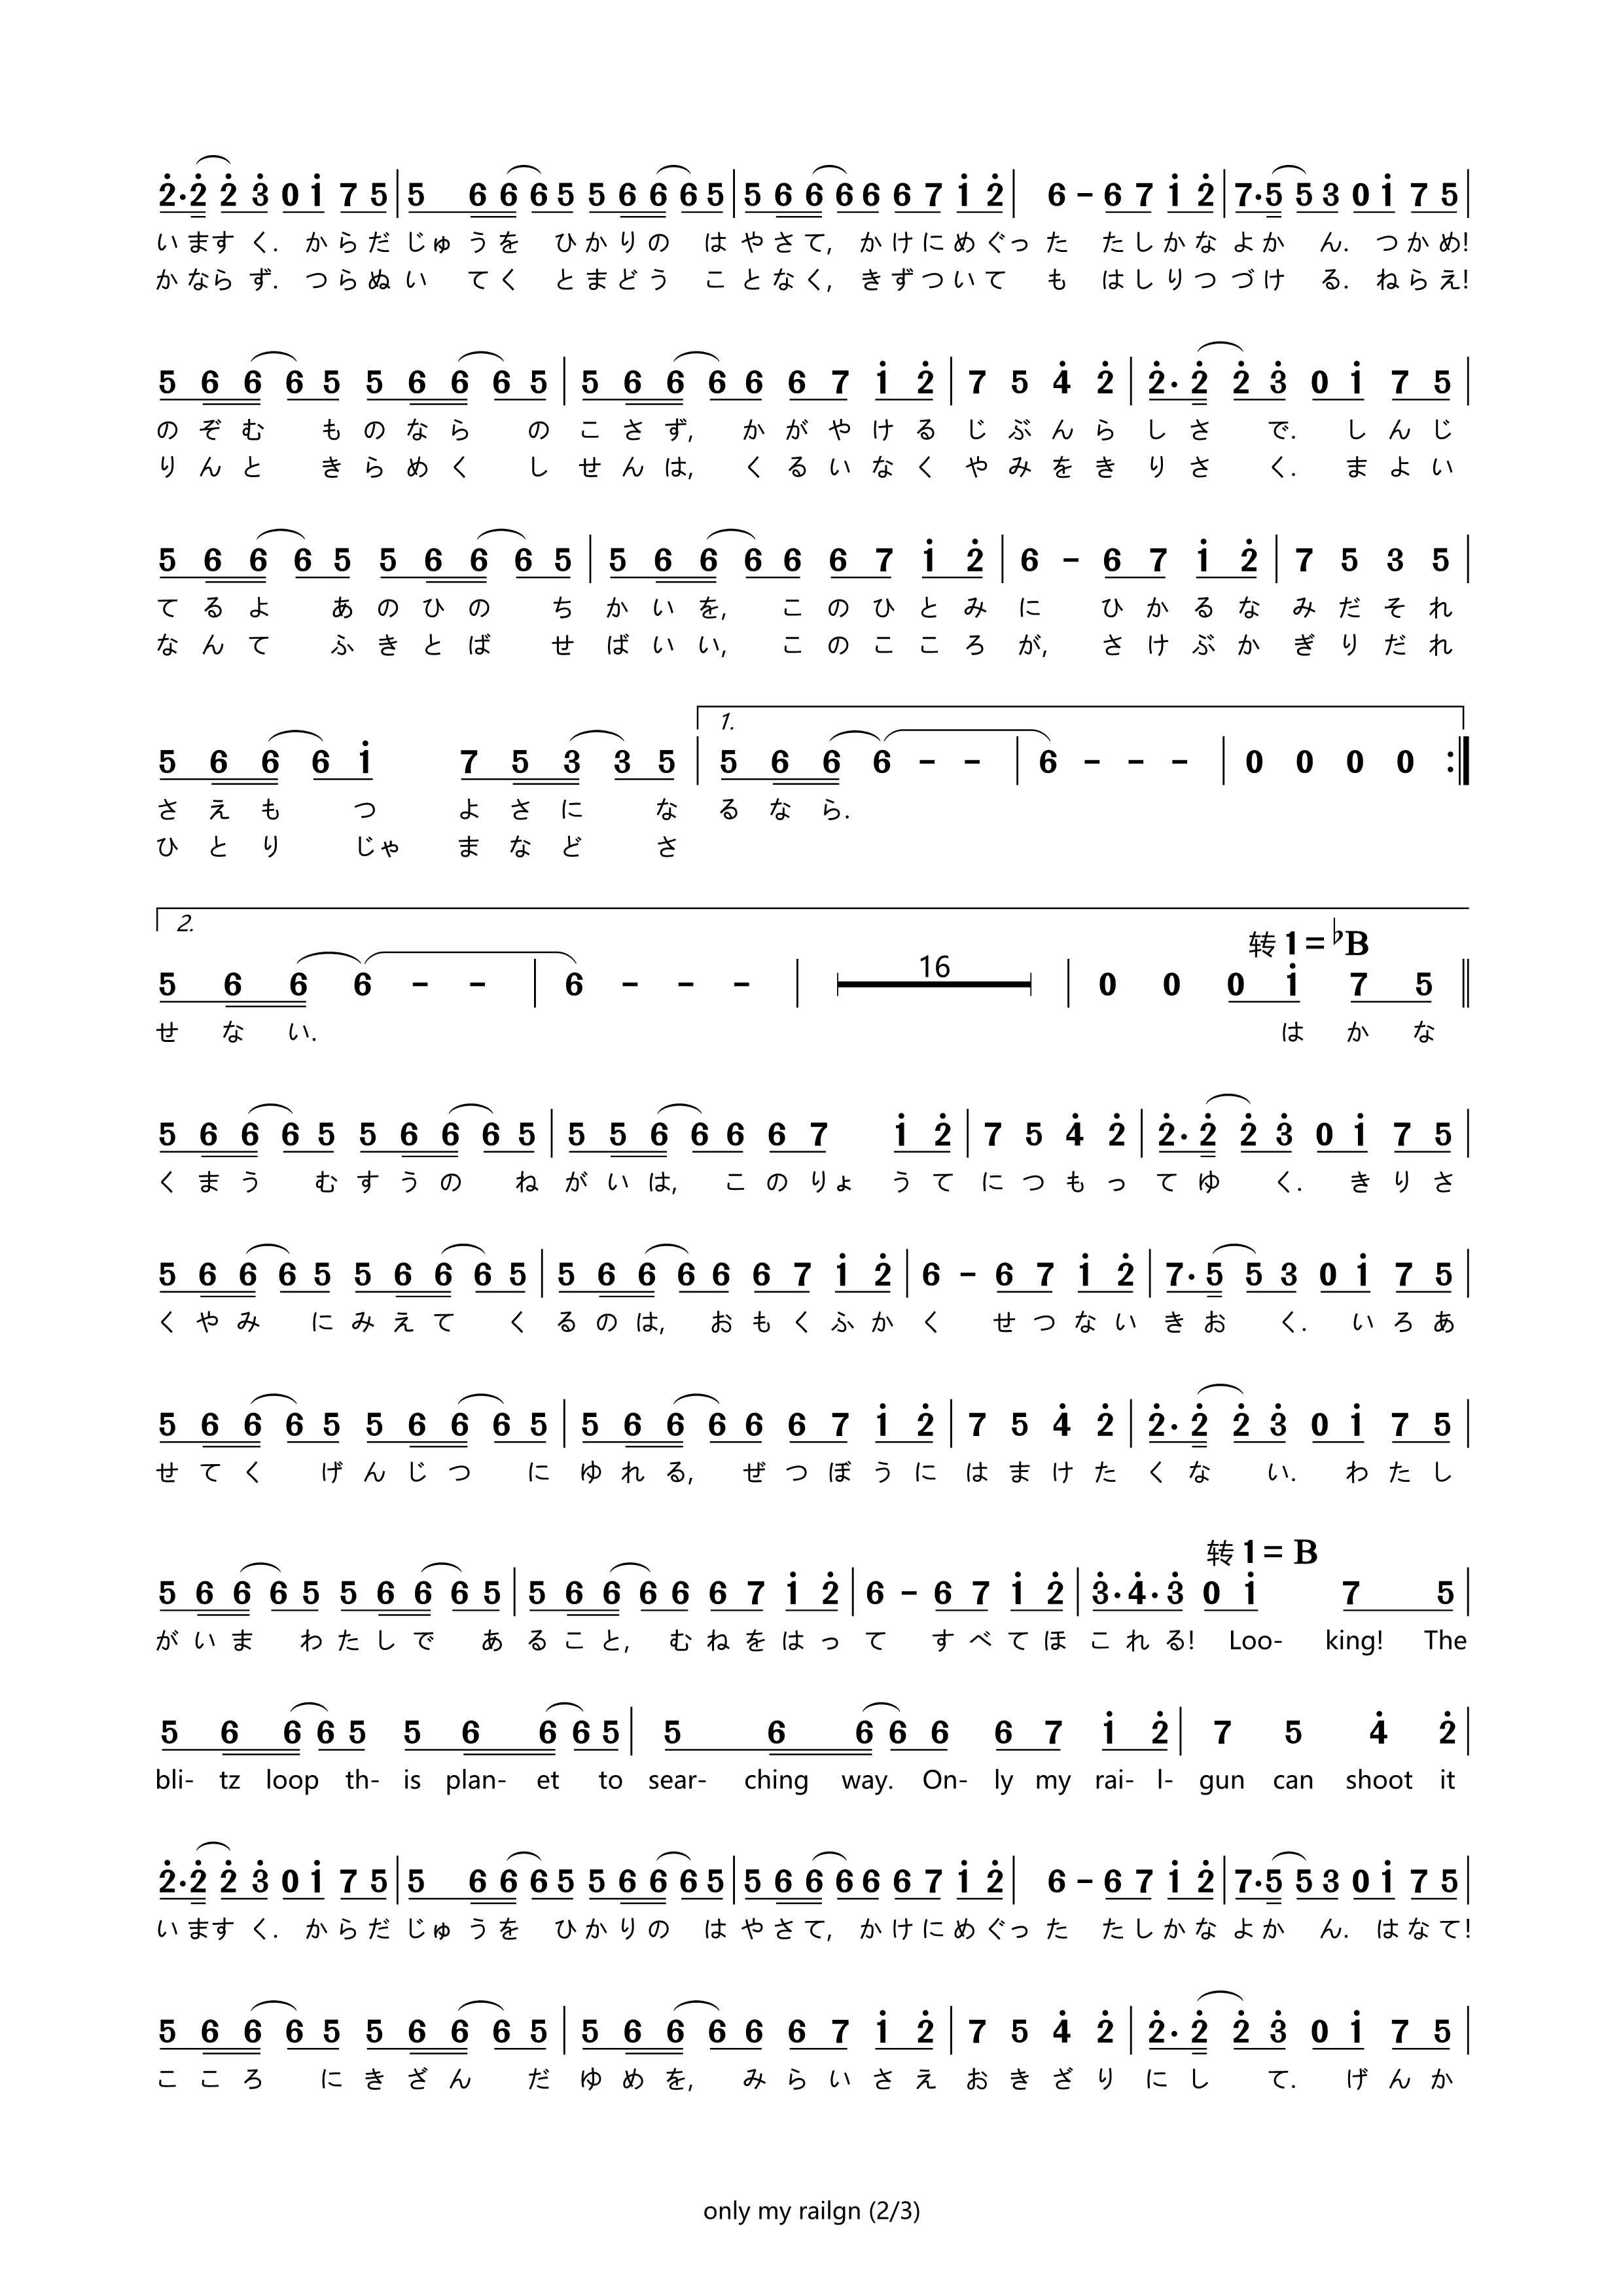 2̇·2̇ 2̇ 3̇ 0 1̇ 7 5 | 5 6 6 6 5 5 6 6 6 5 | 5 6 6 6 6 6 7 1̇ 2̇ | 6 - 6 7 1̇ 2̇ | 7·5 5 3 0 1̇ 7 5 |
います く. からだ じゅ うを ひかりの は やさて, かけにめぐっ た たしかな よか ん. つかめ!
かなら ず. つらぬ い てく とまどう こ となく, きずついて も はしりつ づけ る. ねらえ!
5 6 6 6 5 5 6 6 6 5 | 5 6 6 6 6 6 7 1̇ 2̇ | 7 5 4̇ 2̇ | 2̇· 2̇ 2̇ 3̇ 0 1̇ 7 5 |
のぞむ ものなら の こさず, かがやける じぶんら しさ で. しんじ
りんと きらめく し せんは, くるいなく やみをき りさ く. まよい
5 6 6 6 5 5 6 6 6 5 | 5 6 6 6 6 6 7 1̇ 2̇ | 6 - 6 7 1̇ 2̇ | 7 5 3 5 |
てるよ あのひの ち かいを, このひとみ に ひかるな みだそれ
なんて ふきとば せ ばいい, このこころ が, さけぶか ぎりだれ
1.
5 6 6 6 1̇ 7 5 3 3 5 | 5 6 6 6 - - | 6 - - - | 0 0 0 0 :|
さえも つ よさに な るなら.
ひとり じゃ まなど さ
2.
转 1= ♭B
16
5 6 6 6 - - | 6 - - - | | 0 0 0 1̇ 7 5 ||
せない. はかな
5 6 6 6 5 5 6 6 6 5 | 5 5 6 6 6 6 7 1̇ 2̇ | 7 5 4̇ 2̇ | 2̇· 2̇ 2̇ 3̇ 0 1̇ 7 5 |
くまう むすうの ね がいは, このりょ うて につもっ てゆ く. きりさ
5 6 6 6 5 5 6 6 6 5 | 5 6 6 6 6 6 7 1̇ 2̇ | 6 - 6 7 1̇ 2̇ | 7·5 5 3 0 1̇ 7 5 |
くやみ にみえて く るのは, おもくふか く せつない きお く. いろあ
5 6 6 6 5 5 6 6 6 5 | 5 6 6 6 6 6 7 1̇ 2̇ | 7 5 4̇ 2̇ | 2̇· 2̇ 2̇ 3̇ 0 1̇ 7 5 |
せてく げんじつ に ゆれる, ぜつぼうに はまけた くな い. わたし
转 1= B
5 6 6 6 5 5 6 6 6 5 | 5 6 6 6 6 6 7 1̇ 2̇ | 6 - 6 7 1̇ 2̇ | 3̇·4̇·3̇ 0 1̇ 7 5 |
がいま わたしで あ ること, むねをはっ て すべてほ これる! Loo- king! The
5 6 6 6 5 5 6 6 6 5 | 5 6 6 6 6 6 7 1̇ 2̇ | 7 5 4̇ 2̇ |
bli- tz loop th- is plan- et to sear- ching way. On- ly my rai- l- gun can shoot it
2̇·2̇ 2̇ 3̇ 0 1̇ 7 5 | 5 6 6 6 5 5 6 6 6 5 | 5 6 6 6 6 6 7 1̇ 2̇ | 6 - 6 7 1̇ 2̇ | 7·5 5 3 0 1̇ 7 5 |
います く. からだ じゅ うを ひかりの は やさて, かけにめぐっ た たしかな よか ん. はなて!
5 6 6 6 5 5 6 6 6 5 | 5 6 6 6 6 6 7 1̇ 2̇ | 7 5 4̇ 2̇ | 2̇· 2̇ 2̇ 3̇ 0 1̇ 7 5 |
こころ にきざん だ ゆめを, みらいさえ おきざり にし て. げんか
only my railgn (2/3)